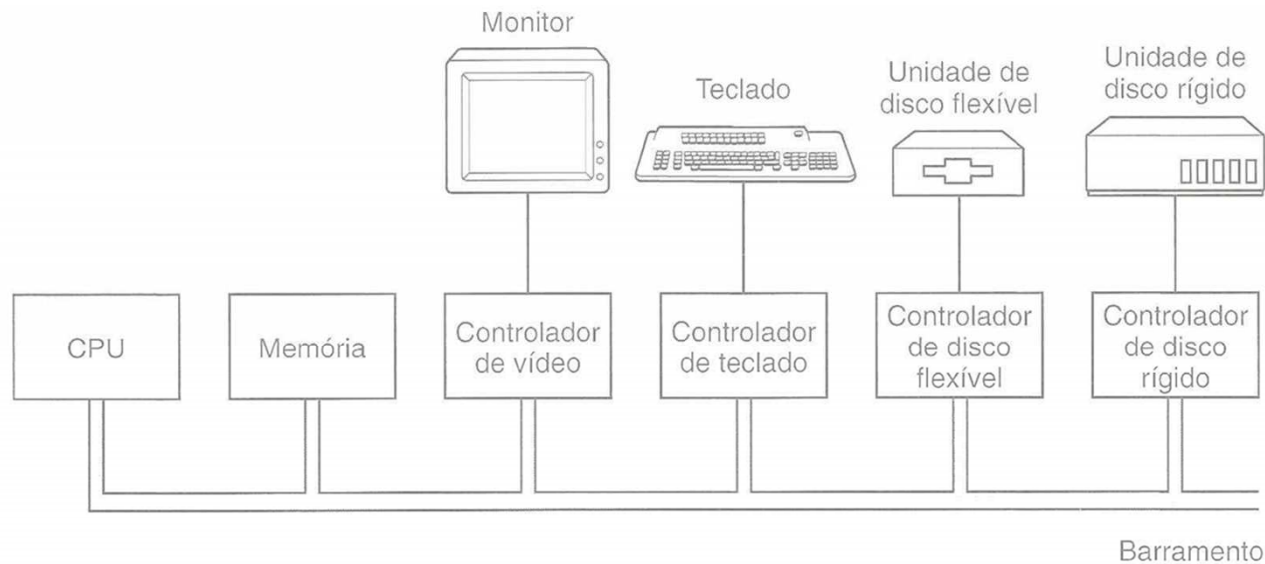 Monitor
Teclado
Unidade de
disco flexível
Unidade de
disco rígido
CPU
Memória
Controlador
de vídeo
Controlador
de teclado
Controlador
de disco
flexível
Controlador
de disco
rígido
Barramento